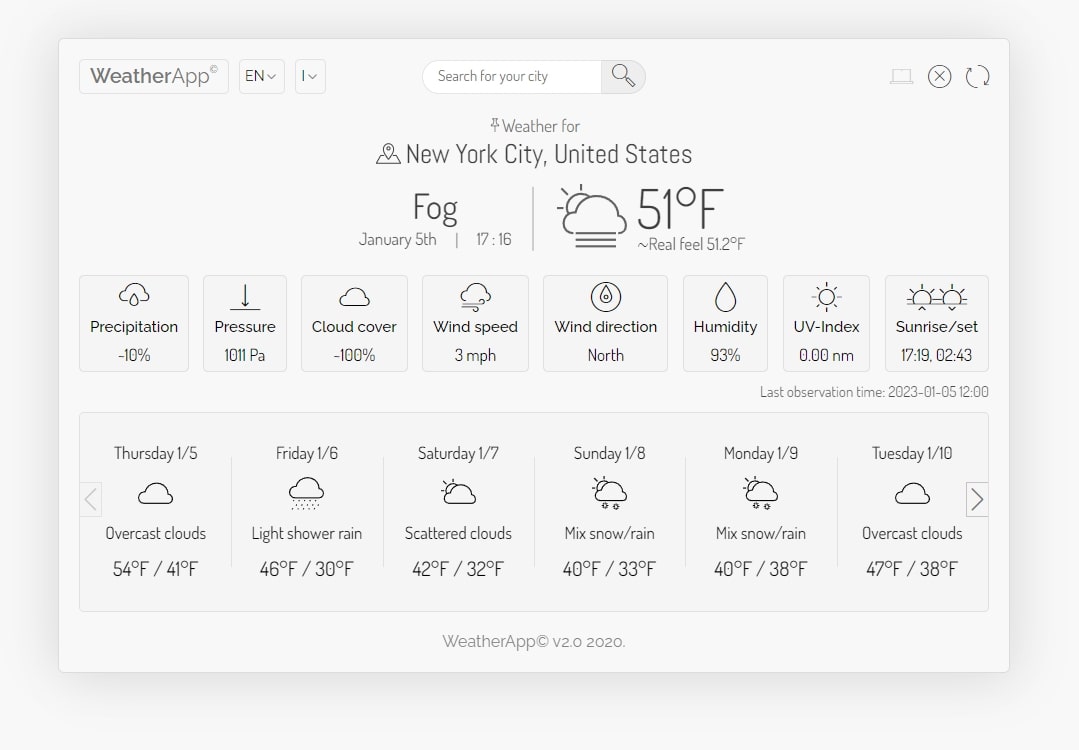 WeatherApp©
EN
I
Search for your city
Weather for
New York City, United States
Fog
January 5th | 17 : 16
51°F
~Real feel 51.2°F
Precipitation
~10%
Pressure
1011 Pa
Cloud cover
~100%
Wind speed
3 mph
Wind direction
North
Humidity
93%
UV-Index
0.00 nm
Sunrise/set
17:19, 02:43
Last observation time: 2023-01-05 12:00
Thursday 1/5
Overcast clouds
54°F / 41°F
Friday 1/6
Light shower rain
46°F / 30°F
Saturday 1/7
Scattered clouds
42°F / 32°F
Sunday 1/8
Mix snow/rain
40°F / 33°F
Monday 1/9
Mix snow/rain
40°F / 38°F
Tuesday 1/10
Overcast clouds
47°F / 38°F
WeatherApp© v2.0 2020.